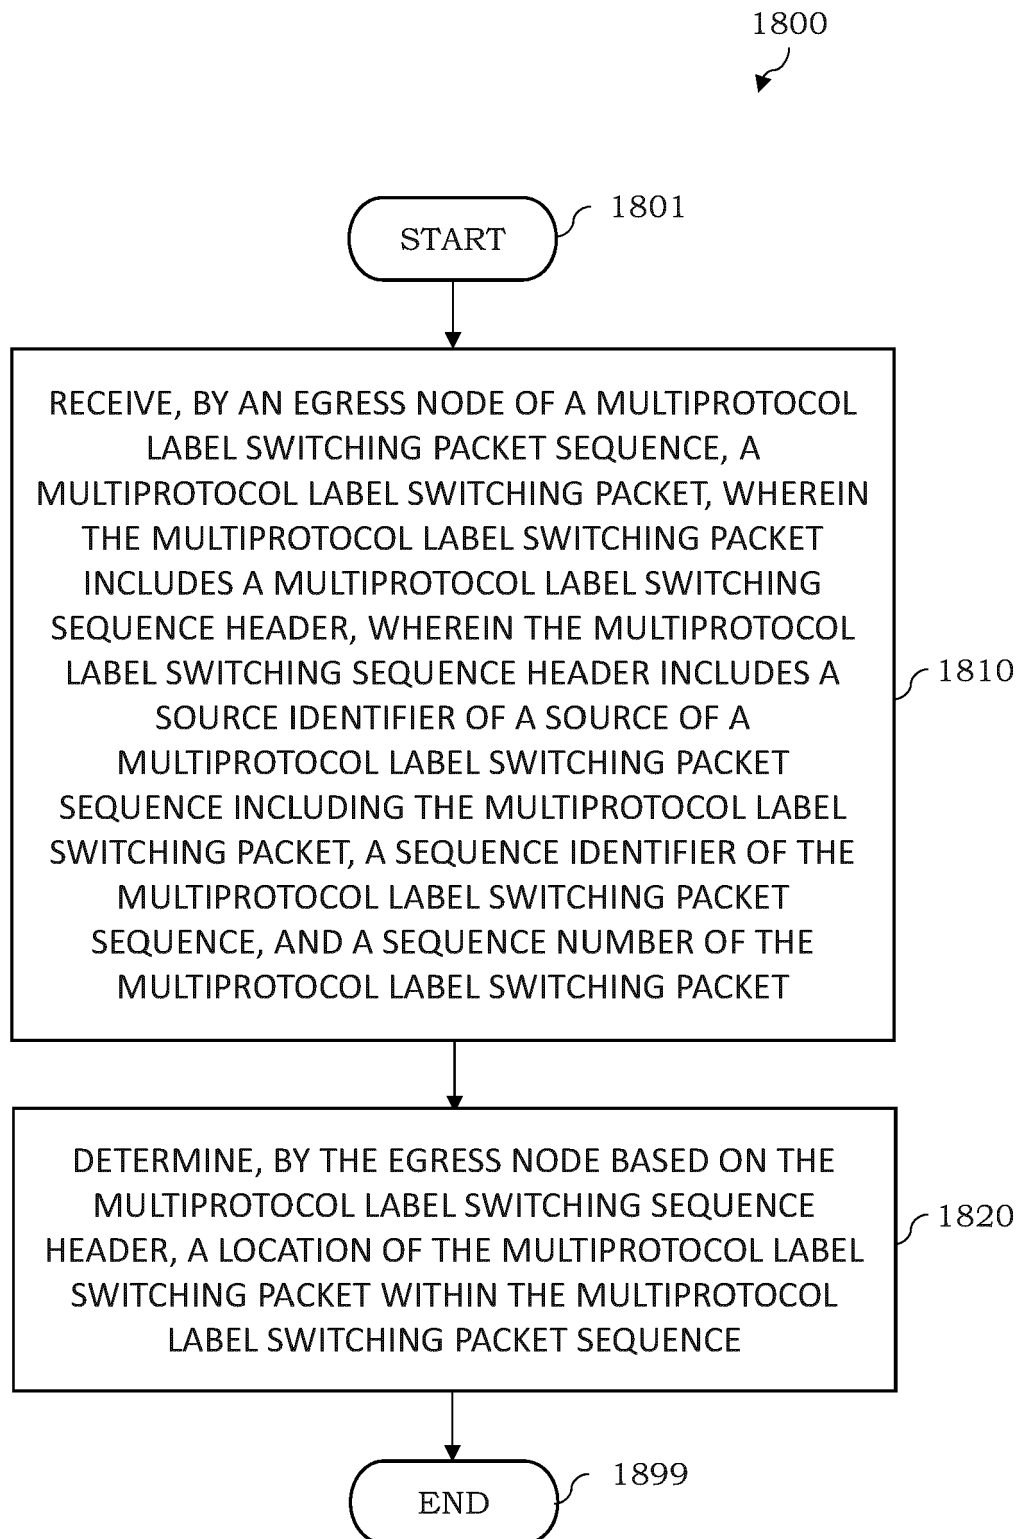 1800
START
1801
RECEIVE, BY AN EGRESS NODE OF A MULTIPROTOCOL
LABEL SWITCHING PACKET SEQUENCE, A
MULTIPROTOCOL LABEL SWITCHING PACKET, WHEREIN
THE MULTIPROTOCOL LABEL SWITCHING PACKET
INCLUDES A MULTIPROTOCOL LABEL SWITCHING
SEQUENCE HEADER, WHEREIN THE MULTIPROTOCOL
LABEL SWITCHING SEQUENCE HEADER INCLUDES A
SOURCE IDENTIFIER OF A SOURCE OF A
MULTIPROTOCOL LABEL SWITCHING PACKET
SEQUENCE INCLUDING THE MULTIPROTOCOL LABEL
SWITCHING PACKET, A SEQUENCE IDENTIFIER OF THE
MULTIPROTOCOL LABEL SWITCHING PACKET
SEQUENCE, AND A SEQUENCE NUMBER OF THE
MULTIPROTOCOL LABEL SWITCHING PACKET
1810
DETERMINE, BY THE EGRESS NODE BASED ON THE
MULTIPROTOCOL LABEL SWITCHING SEQUENCE
HEADER, A LOCATION OF THE MULTIPROTOCOL LABEL
SWITCHING PACKET WITHIN THE MULTIPROTOCOL
LABEL SWITCHING PACKET SEQUENCE
1820
END
1899